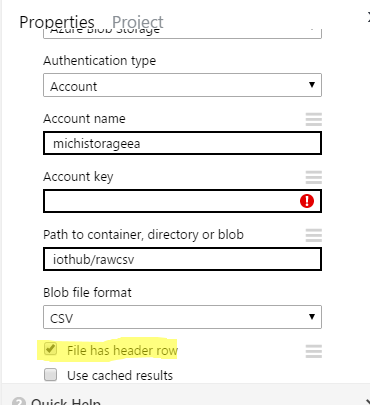 Properties Project
Azure Blob Storage
Authentication type
Account
Account name
michistorageea
Account key
Path to container, directory or blob
iothub/rawcsv
Blob file format
CSV
File has header row
Use cached results
Quick Help